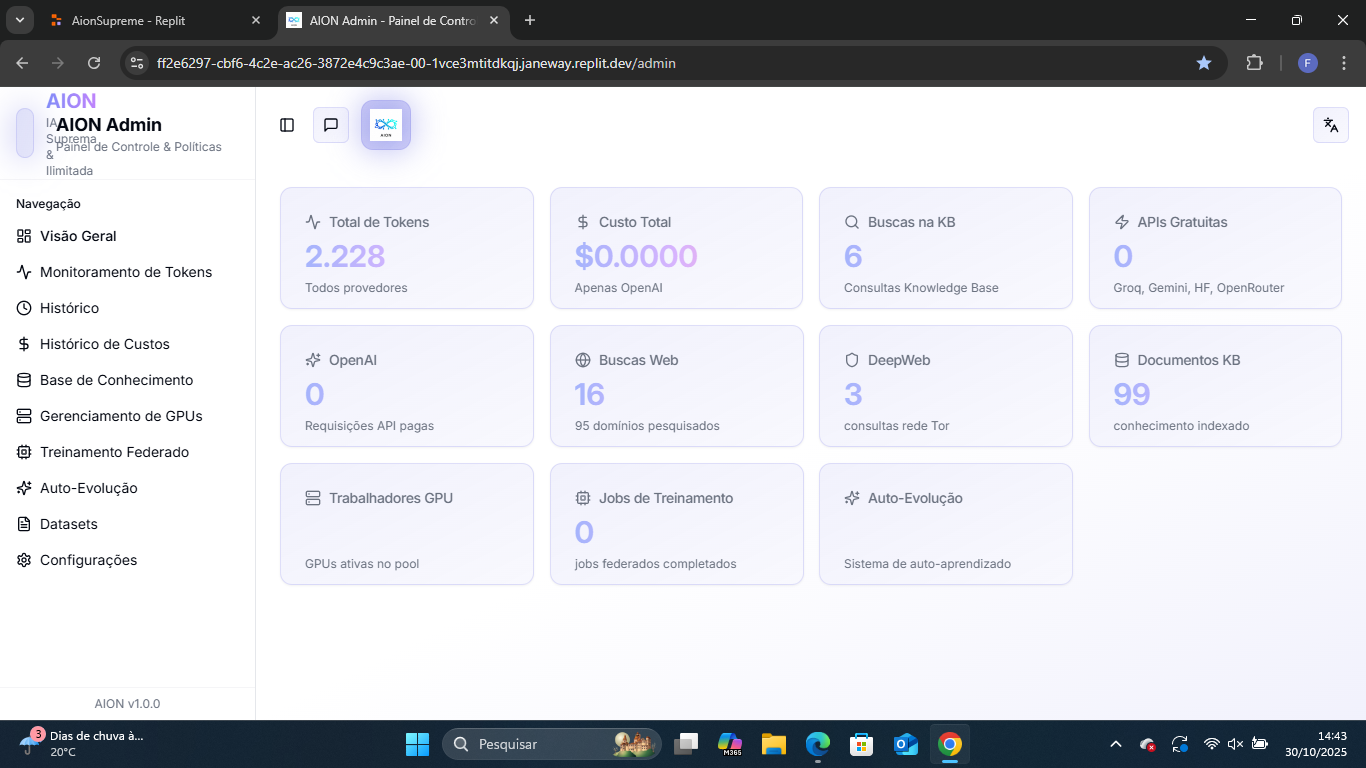 AionSupreme - Replit
AION Admin - Painel de Contro
ff2e6297-cbf6-4c2e-ac26-3872e4c9c3ae-00-1vce3mtitdkqj.janeway.replit.dev/admin
F
AION
IA
Suprema
&
Ilimitada
AION Admin
Painel de Controle & Políticas
AION
Navegação
Visão Geral
Monitoramento de Tokens
Histórico
Histórico de Custos
Base de Conhecimento
Gerenciamento de GPUs
Treinamento Federado
Auto-Evolução
Datasets
Configurações
AION v1.0.0
Total de Tokens
2.228
Todos provedores
Custo Total
$0.0000
Apenas OpenAI
Buscas na KB
6
Consultas Knowledge Base
APIs Gratuitas
0
Groq, Gemini, HF, OpenRouter
OpenAI
0
Requisições API pagas
Buscas Web
16
95 domínios pesquisados
DeepWeb
3
consultas rede Tor
Documentos KB
99
conhecimento indexado
Trabalhadores GPU
GPUs ativas no pool
Jobs de Treinamento
0
jobs federados completados
Auto-Evolução
Sistema de auto-aprendizado
3
Dias de chuva à...
20°C
Pesquisar
M365
14:43
30/10/2025